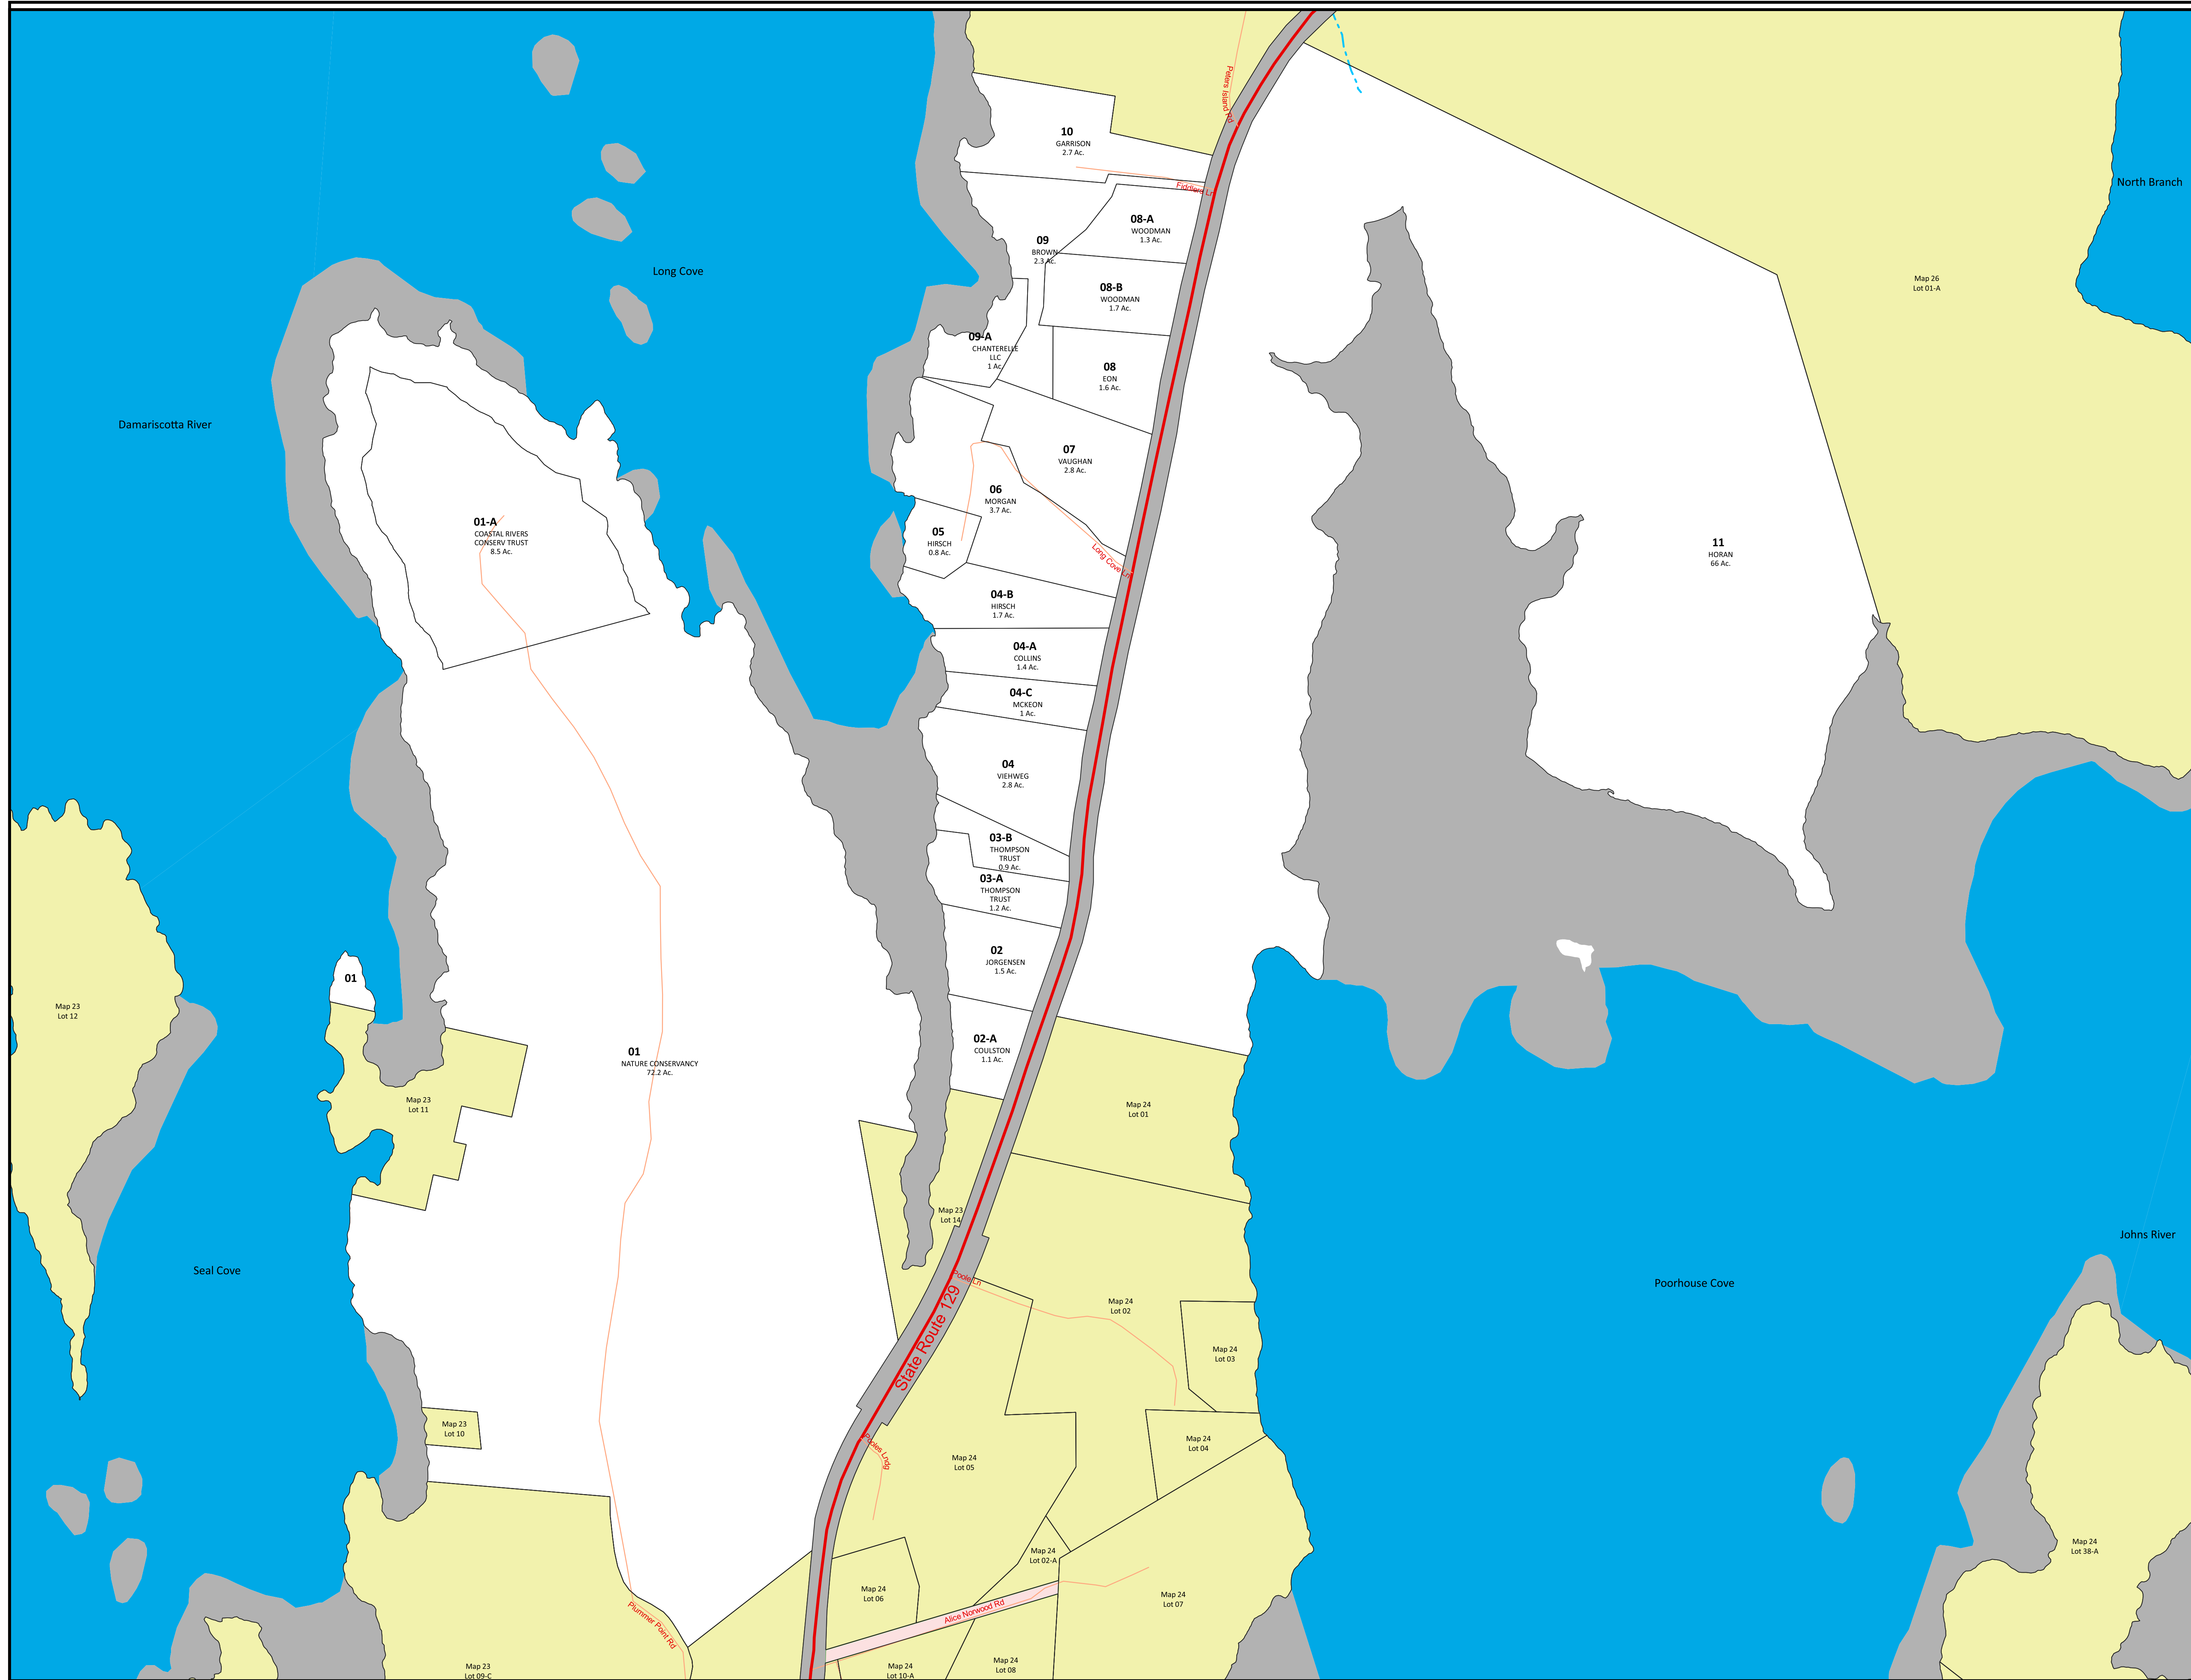 Peters Island Rd
10
GARRISON
2.7 Ac.
Fiddlers Ln
North Branch
08-A
WOODMAN
1.3 Ac.
09
BROWN
2.3 Ac.
Long Cove
Map 26
Lot 01-A
08-B
WOODMAN
1.7 Ac.
09-A
CHANTERELLE
LLC
1 Ac.
08
EON
1.6 Ac.
Damariscotta River
07
VAUGHAN
2.8 Ac.
06
MORGAN
3.7 Ac.
01-A
COASTAL RIVERS
CONSERV TRUST
8.5 Ac.
05
HIRSCH
0.8 Ac.
Long Cove Ln
11
HORAN
66 Ac.
04-B
HIRSCH
1.7 Ac.
04-A
COLLINS
1.4 Ac.
04-C
MCKEON
1 Ac.
04
VIEHWEG
2.8 Ac.
03-B
THOMPSON
TRUST
0.9 Ac.
03-A
THOMPSON
TRUST
1.2 Ac.
02
JORGENSEN
1.5 Ac.
01
Map 23
Lot 12
02-A
COULSTON
1.1 Ac.
01
NATURE CONSERVANCY
72.2 Ac.
Map 23
Lot 11
Map 24
Lot 01
Map 23
Lot 14
Johns River
Seal Cove
Poole Ln
Poorhouse Cove
Map 24
Lot 02
State Route 129
Map 24
Lot 03
Map 23
Lot 10
Map 24
Lot 04
Pooles Lndg
Map 24
Lot 05
Map 24
Lot 02-A
Map 24
Lot 38-A
Map 24
Lot 06
Map 24
Lot 07
Alice Norwood Rd
Plummer Point Rd
Map 23
Lot 09-C
Map 24
Lot 10-A
Map 24
Lot 08